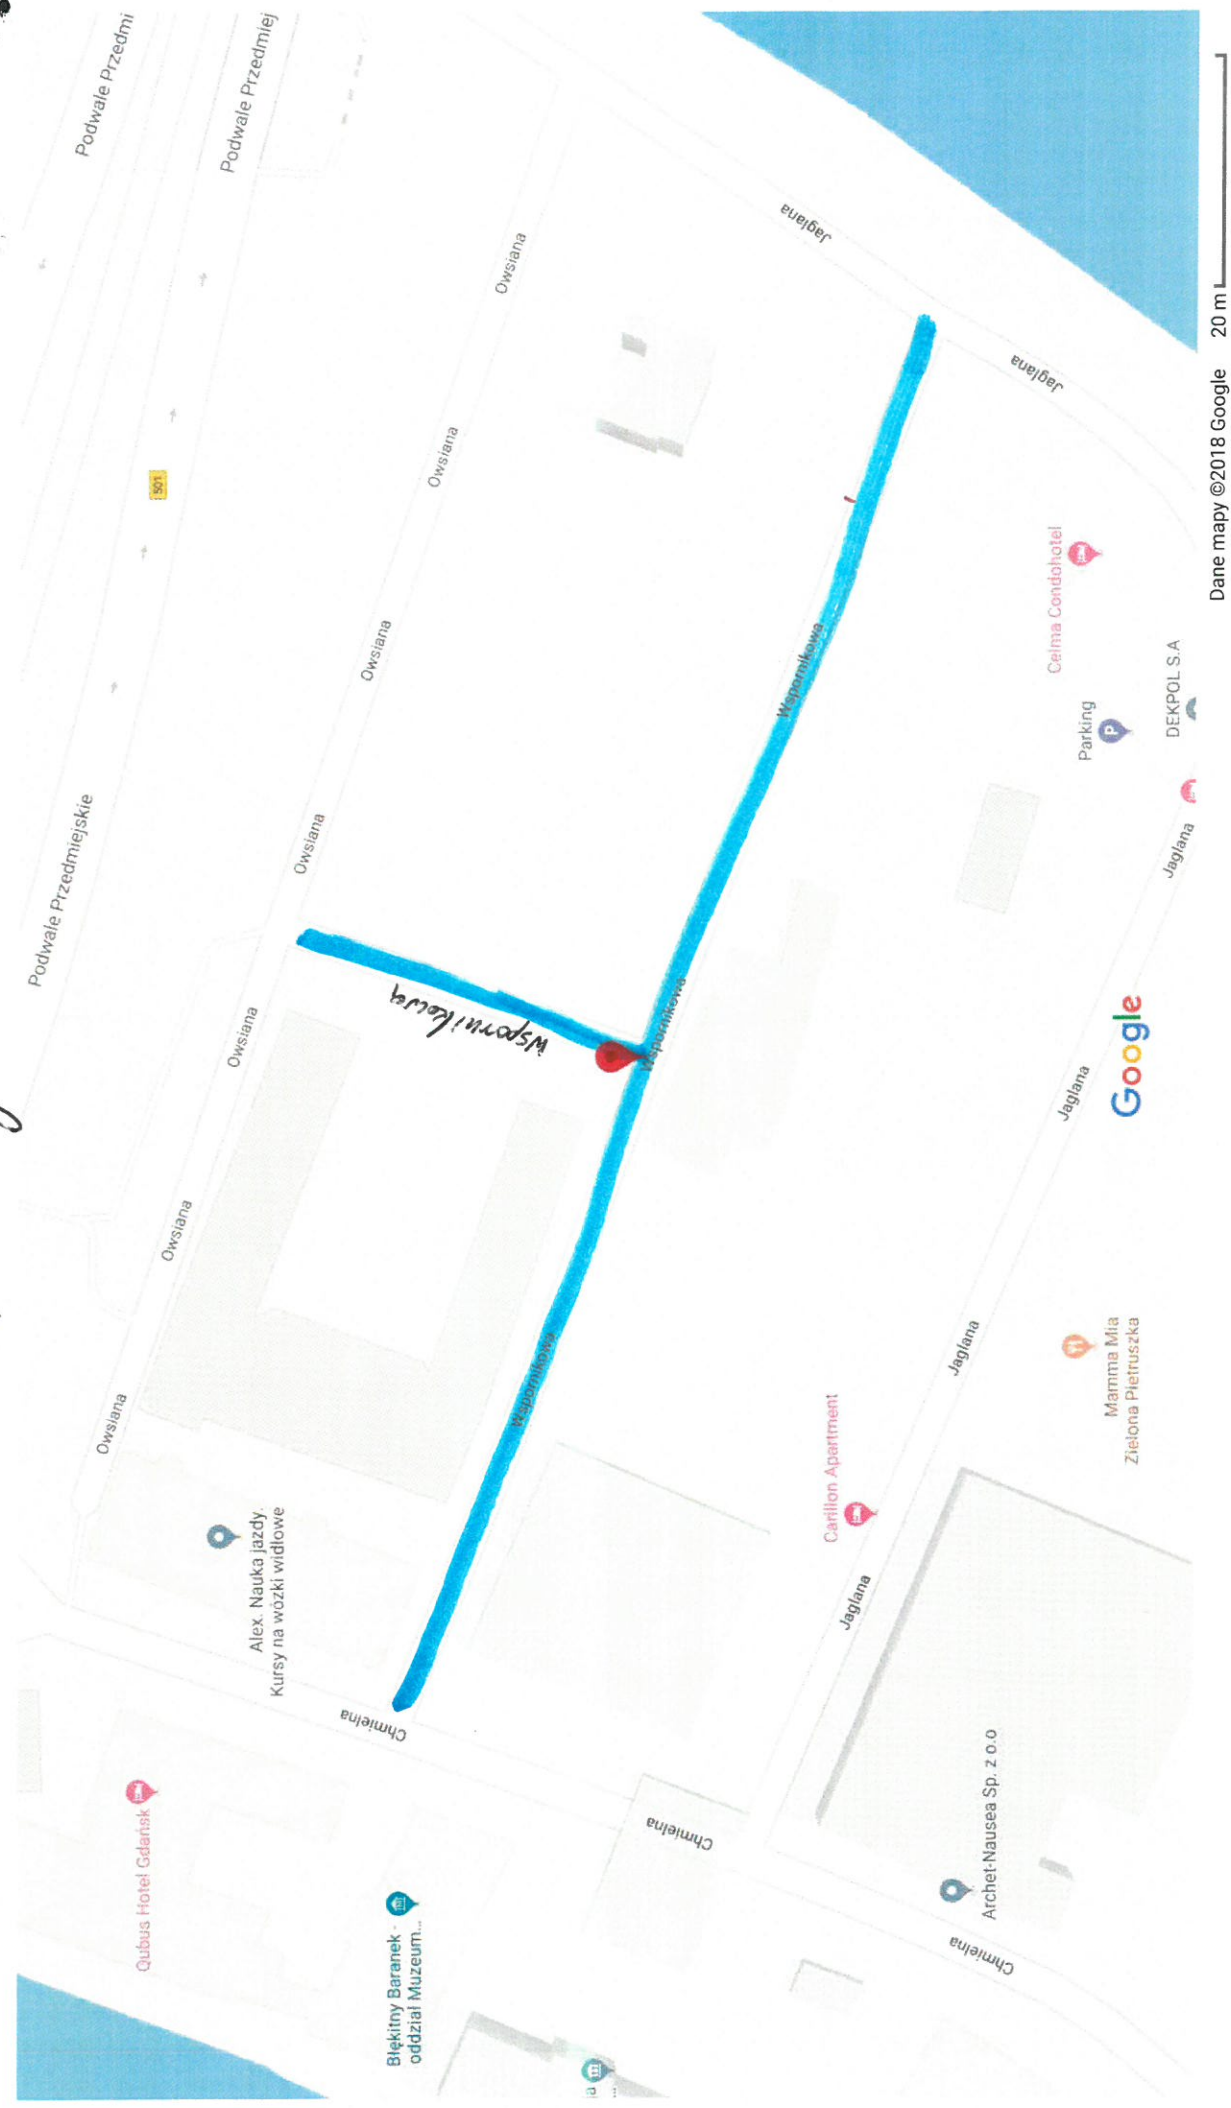 Podwale Przedmi
Podwale Przedmiej
Podwale Przedmiejskie
501
Owsiana
Owsiana
Owsiana
Owsiana
Owsiana
Owsiana
Owsiana
Jaglana
Jaglana
Wspornikowa
Wspornikowa
Wspornikowa
Wspornikowa
Alex. Nauka jazdy.
Kursy na wózki widłowe
Chmielna
Chmielna
Chmielna
Qubus Hotel Gdańsk
Błękitny Baranek -
oddział Muzeum...
a
...
Celma Condohotel
Parking
P
DEKPOL S.A
Jaglana
Jaglana
Jaglana
Jaglana
Carillon Apartment
Mamma Mia
Zielona Pietruszka
Archet-Nausea Sp. z o.o
Google
Dane mapy ©2018 Google 20 m